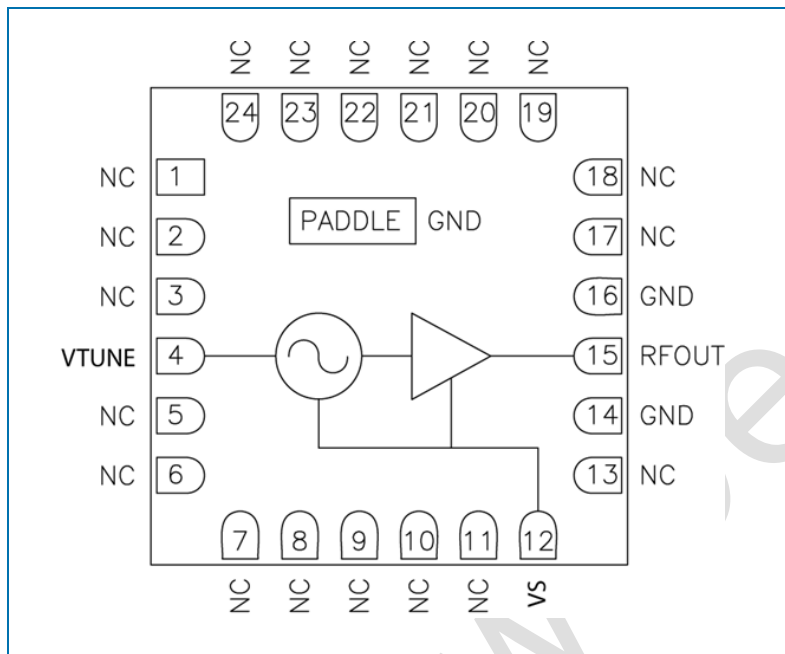 NC NC NC NC NC NC
24 23 22 21 20 19
NC 1 18 NC
PADDLE GND
NC 2 17 NC
NC 3 16 GND
VTUNE 4 15 RFOUT
NC 5 14 GND
NC 6 13 NC
7 8 9 10 11 12
NC NC NC NC NC VS